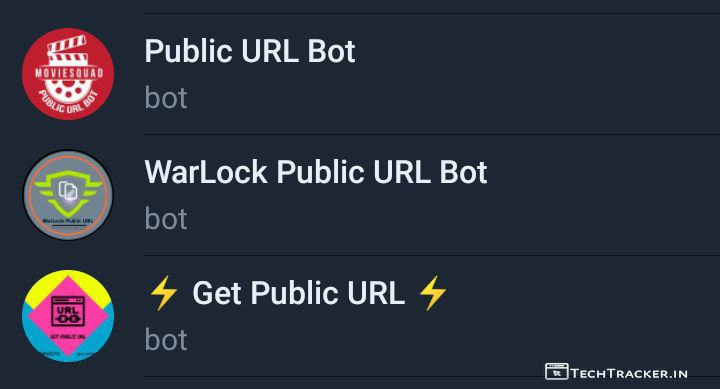 MOVIESQUAD
PUBLIC URL BOT
Public URL Bot
bot
WarLock Public URL
WarLock Public URL Bot
bot
URL
GET PUBLIC URL
⚡ Get Public URL ⚡
bot
TECHTRACKER.IN